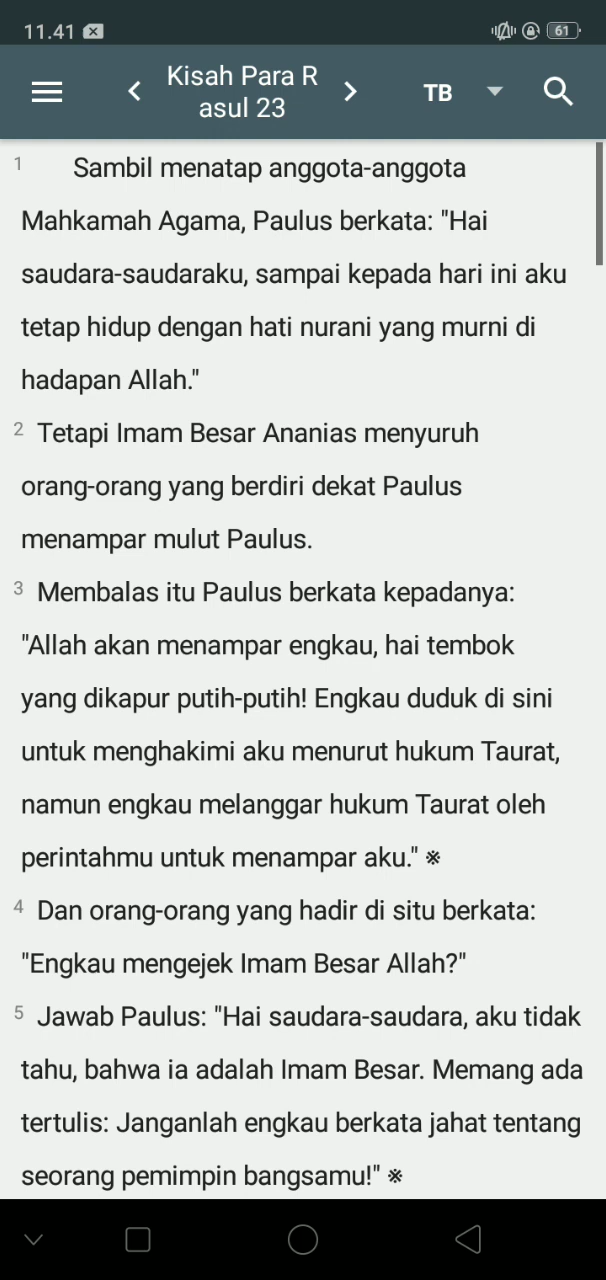 11.41
61
Kisah Para R
asul 23
TB
1 Sambil menatap anggota-anggota
Mahkamah Agama, Paulus berkata: "Hai
saudara-saudaraku, sampai kepada hari ini aku
tetap hidup dengan hati nurani yang murni di
hadapan Allah."
2 Tetapi Imam Besar Ananias menyuruh
orang-orang yang berdiri dekat Paulus
menampar mulut Paulus.
3 Membalas itu Paulus berkata kepadanya:
"Allah akan menampar engkau, hai tembok
yang dikapur putih-putih! Engkau duduk di sini
untuk menghakimi aku menurut hukum Taurat,
namun engkau melanggar hukum Taurat oleh
perintahmu untuk menampar aku." ※
4 Dan orang-orang yang hadir di situ berkata:
"Engkau mengejek Imam Besar Allah?"
5 Jawab Paulus: "Hai saudara-saudara, aku tidak
tahu, bahwa ia adalah Imam Besar. Memang ada
tertulis: Janganlah engkau berkata jahat tentang
seorang pemimpin bangsamu!" ※